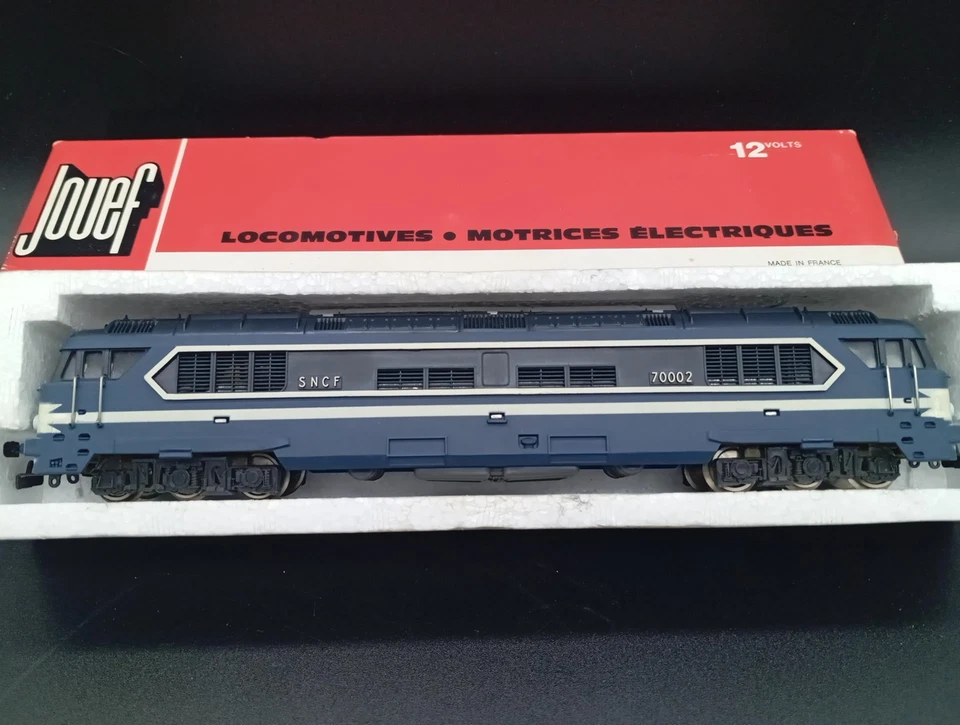 Jouef
12 VOLTS
LOCOMOTIVES • MOTRICES ÉLECTRIQUES
MADE IN FRANCE
SNCF 70002